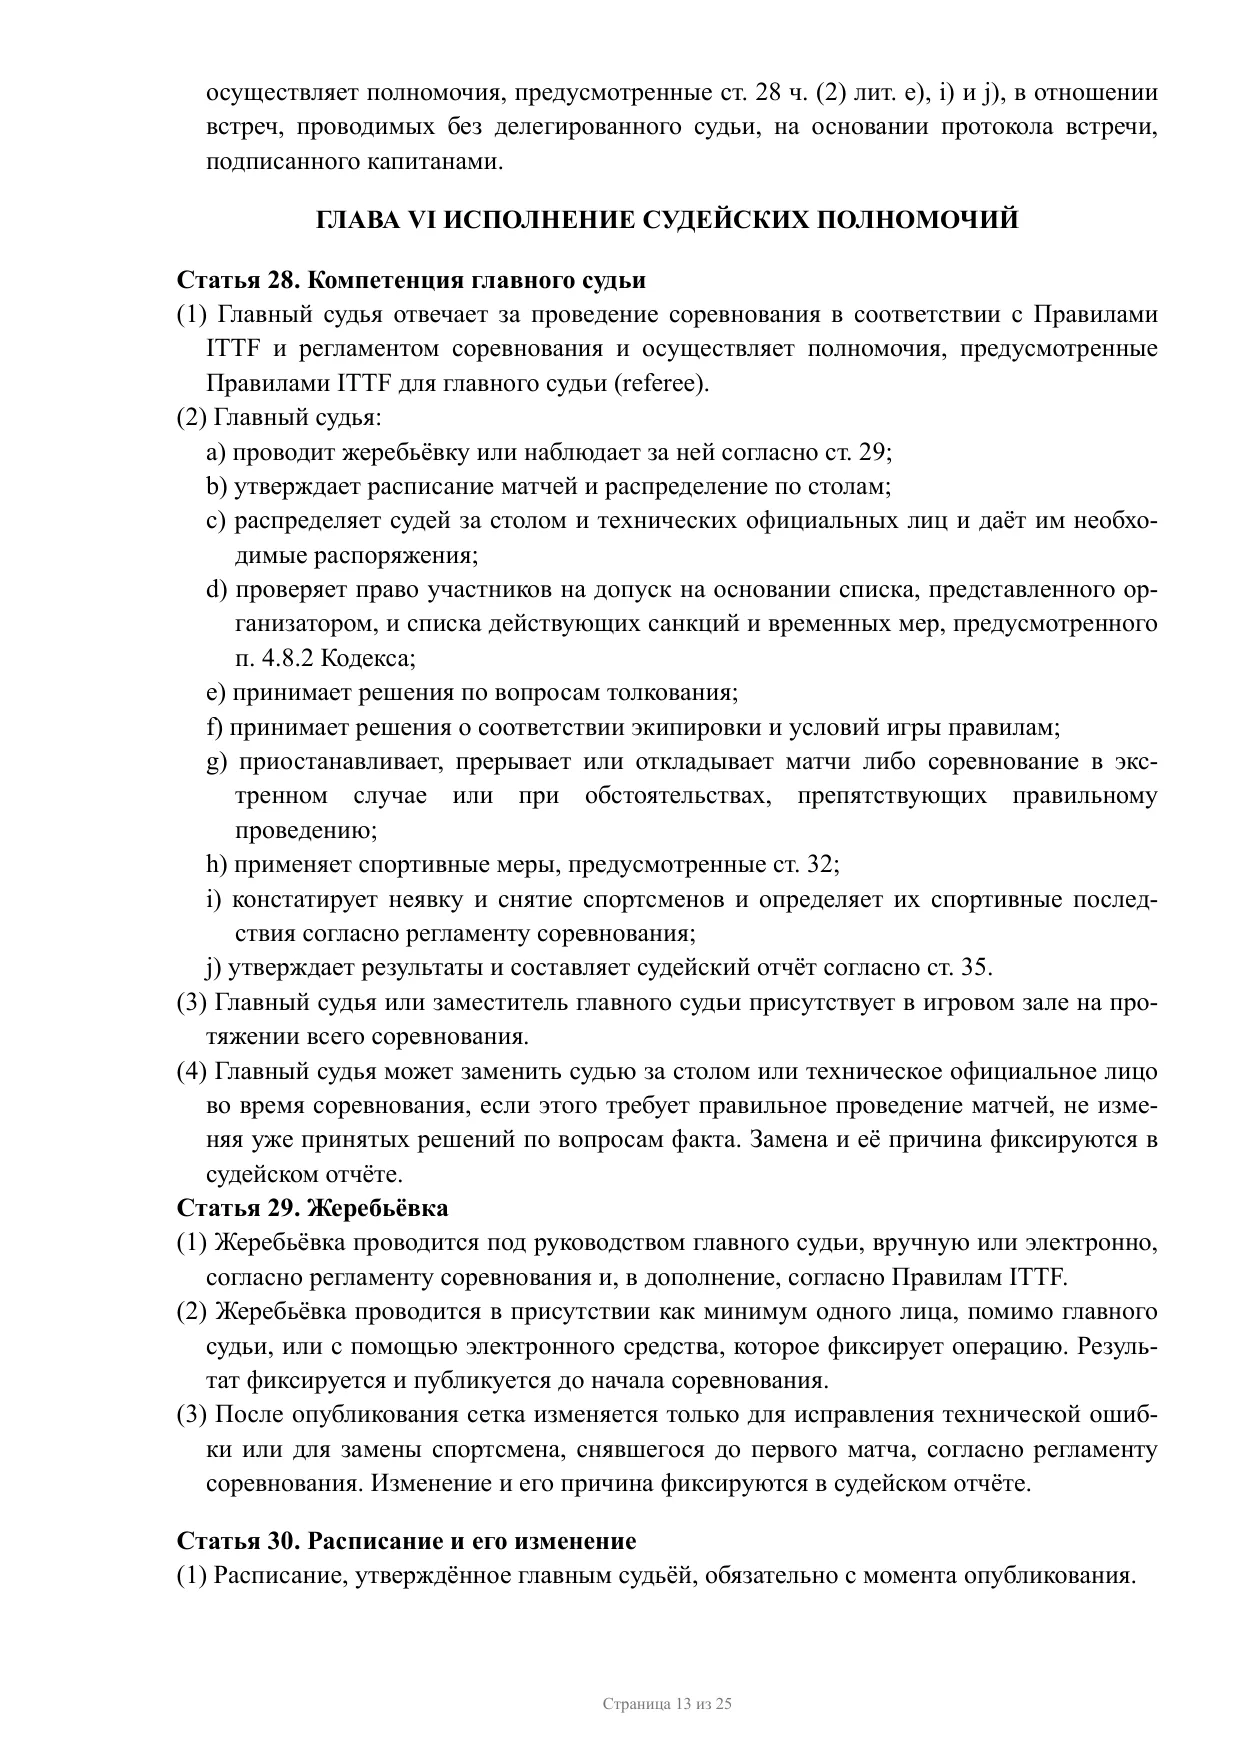 осуществляет полномочия, предусмотренные ст. 28 ч. (2) лит. e), i) и j), в отношении
встреч, проводимых без делегированного судьи, на основании протокола встречи,
подписанного капитанами.
ГЛАВА VI ИСПОЛНЕНИЕ СУДЕЙСКИХ ПОЛНОМОЧИЙ
Статья 28. Компетенция главного судьи
(1) Главный судья отвечает за проведение соревнования в соответствии с Правилами
ITTF и регламентом соревнования и осуществляет полномочия, предусмотренные
Правилами ITTF для главного судьи (referee).
(2) Главный судья:
a) проводит жеребьёвку или наблюдает за ней согласно ст. 29;
b) утверждает расписание матчей и распределение по столам;
c) распределяет судей за столом и технических официальных лиц и даёт им необхо-
димые распоряжения;
d) проверяет право участников на допуск на основании списка, представленного ор-
ганизатором, и списка действующих санкций и временных мер, предусмотренного
п. 4.8.2 Кодекса;
e) принимает решения по вопросам толкования;
f) принимает решения о соответствии экипировки и условий игры правилам;
g) приостанавливает, прерывает или откладывает матчи либо соревнование в экс-
тренном случае или при обстоятельствах, препятствующих правильному
проведению;
h) применяет спортивные меры, предусмотренные ст. 32;
i) констатирует неявку и снятие спортсменов и определяет их спортивные послед-
ствия согласно регламенту соревнования;
j) утверждает результаты и составляет судейский отчёт согласно ст. 35.
(3) Главный судья или заместитель главного судьи присутствует в игровом зале на про-
тяжении всего соревнования.
(4) Главный судья может заменить судью за столом или техническое официальное лицо
во время соревнования, если этого требует правильное проведение матчей, не изме-
няя уже принятых решений по вопросам факта. Замена и её причина фиксируются в
судейском отчёте.
Статья 29. Жеребьёвка
(1) Жеребьёвка проводится под руководством главного судьи, вручную или электронно,
согласно регламенту соревнования и, в дополнение, согласно Правилам ITTF.
(2) Жеребьёвка проводится в присутствии как минимум одного лица, помимо главного
судьи, или с помощью электронного средства, которое фиксирует операцию. Резуль-
тат фиксируется и публикуется до начала соревнования.
(3) После опубликования сетка изменяется только для исправления технической ошиб-
ки или для замены спортсмена, снявшегося до первого матча, согласно регламенту
соревнования. Изменение и его причина фиксируются в судейском отчёте.
Статья 30. Расписание и его изменение
(1) Расписание, утверждённое главным судьёй, обязательно с момента опубликования.
Страница 13 из 25